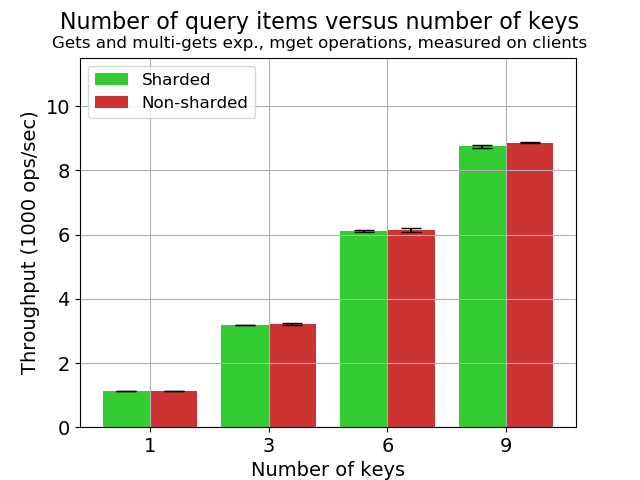 Number of query items versus number of keys
Gets and multi-gets exp., mget operations, measured on clients
Sharded
Non-sharded
Throughput (1000 ops/sec)
10
8
6
4
2
0
1 3 6 9
Number of keys